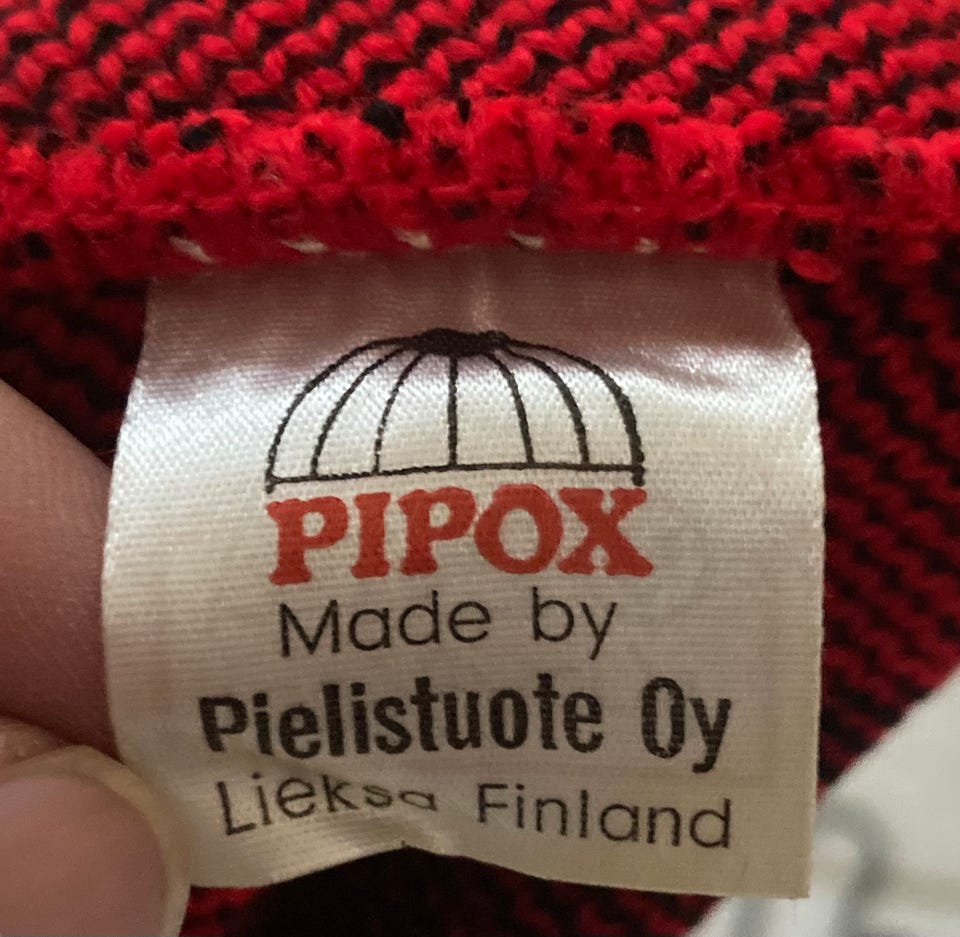 PIPOX
Made by
Pielistuote Oy
Lieksa Finland